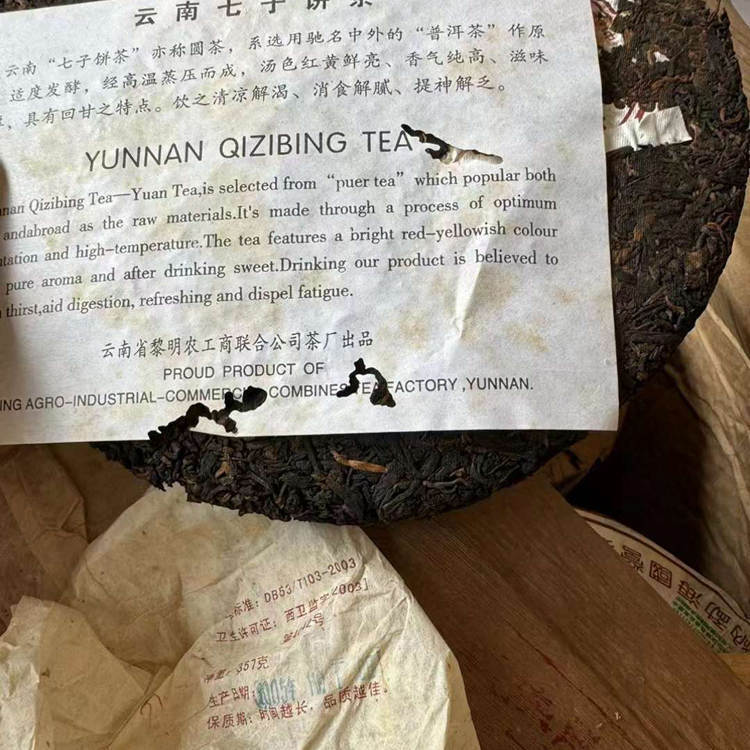 云南七子饼茶
云南“七子饼茶”亦称圆茶，系选用驰名中外的“普洱茶”作原
适度发酵，经高温蒸压而成，汤色红黄鲜亮、香气纯高、滋味
，具有回甘之特点。饮之清凉解渴、消食解腻、提神解乏。
YUNNAN QIZIBING TEA
nan Qizibing Tea—Yuan Tea,is selected from “puer tea” which popular both
andabroad as the raw materials.It's made through a process of optimum
tation and high-temperature.The tea features a bright red-yellowish colour
pure aroma and after drinking sweet.Drinking our product is believed to
thirst,aid digestion, refreshing and dispel fatigue.
云南省黎明农工商联合公司茶厂出品
PROUD PRODUCT OF
ING AGRO-INDUSTRIAL-COMMERCI COMBINES TEA FACTORY ,YUNNAN.
标准: DB53/T103-2003
卫生许可证: 西卫监字
357克
生产日期:
保质期: 时间越长，品质越佳。